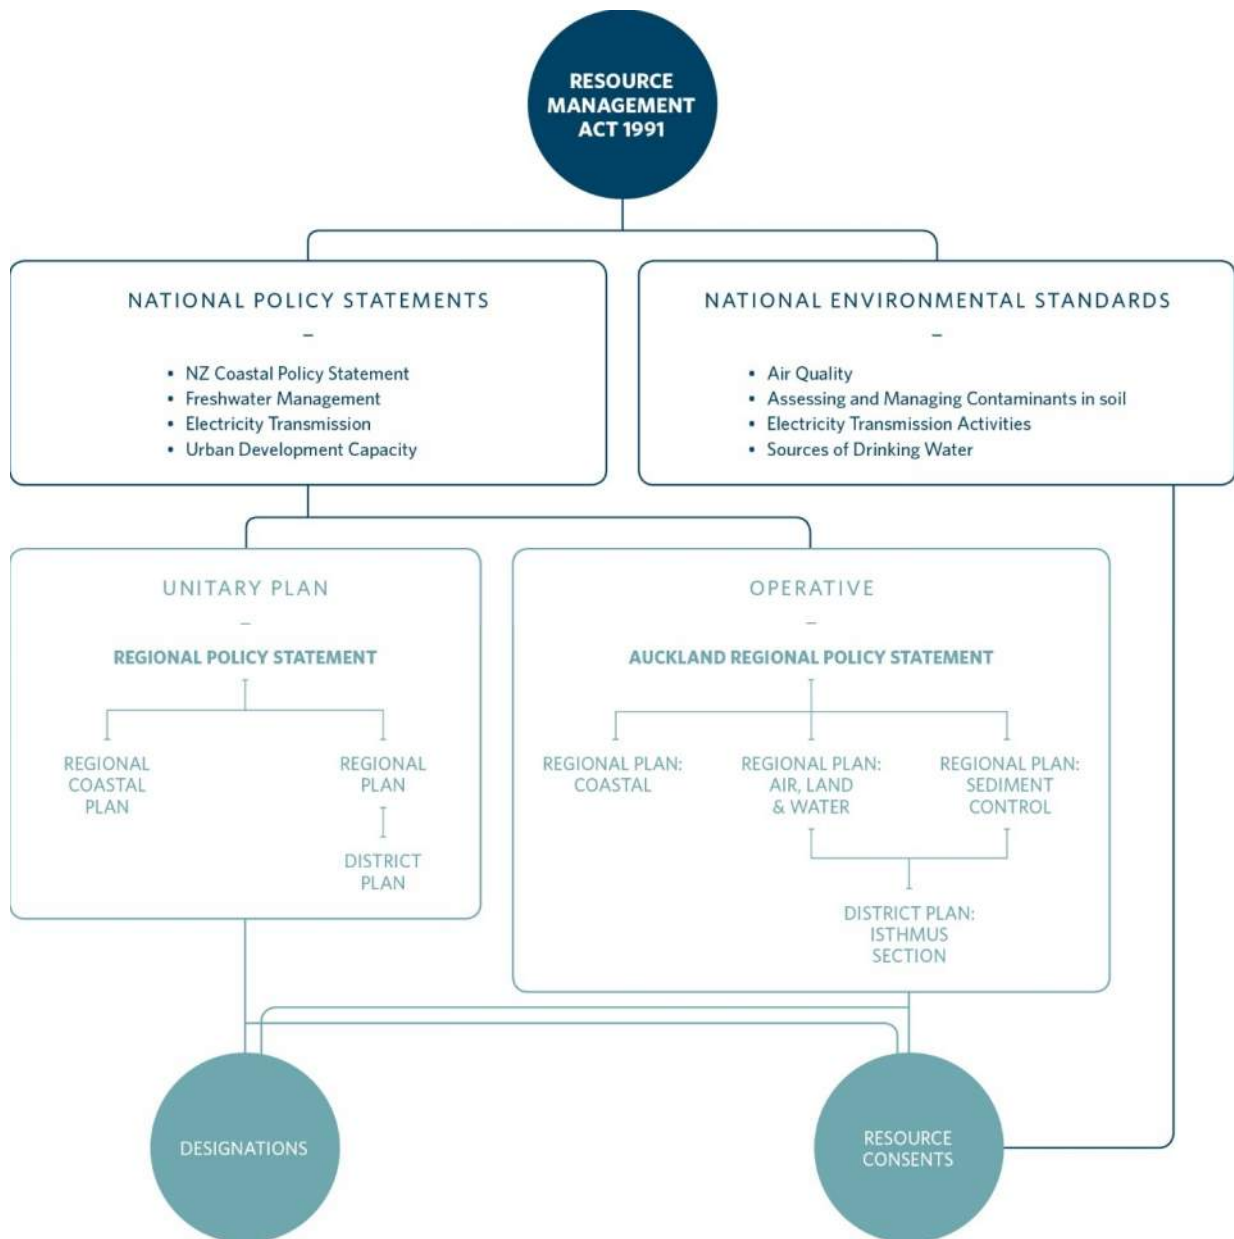 RESOURCE
MANAGEMENT
ACT 1991
NATIONAL POLICY STATEMENTS
–
• NZ Coastal Policy Statement
• Freshwater Management
• Electricity Transmission
• Urban Development Capacity
NATIONAL ENVIRONMENTAL STANDARDS
–
• Air Quality
• Assessing and Managing Contaminants in soil
• Electricity Transmission Activities
• Sources of Drinking Water
UNITARY PLAN
–
REGIONAL POLICY STATEMENT
REGIONAL
COASTAL
PLAN
REGIONAL
PLAN
DISTRICT
PLAN
OPERATIVE
–
AUCKLAND REGIONAL POLICY STATEMENT
REGIONAL PLAN:
COASTAL
REGIONAL PLAN:
AIR, LAND
& WATER
REGIONAL PLAN:
SEDIMENT
CONTROL
DISTRICT PLAN:
ISTHMUS
SECTION
DESIGNATIONS
RESOURCE
CONSENTS